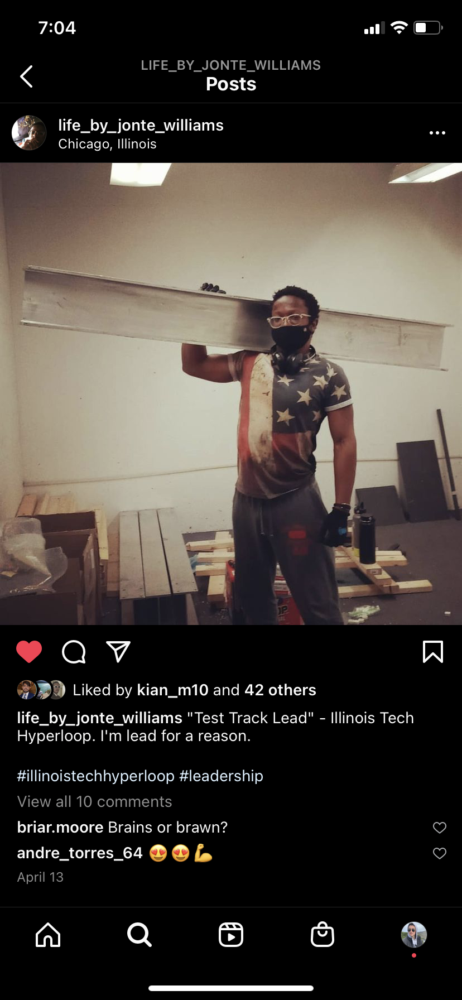 7:04
LIFE_BY_JONTE_WILLIAMS
Posts
life_by_jonte_williams
Chicago, Illinois
Liked by kian_m10 and 42 others
life_by_jonte_williams "Test Track Lead" - Illinois Tech
Hyperloop. I'm lead for a reason.
#illinoistechhyperloop #leadership
View all 10 comments
briar.moore Brains or brawn?
andre_torres_64 😍😍💪
April 13